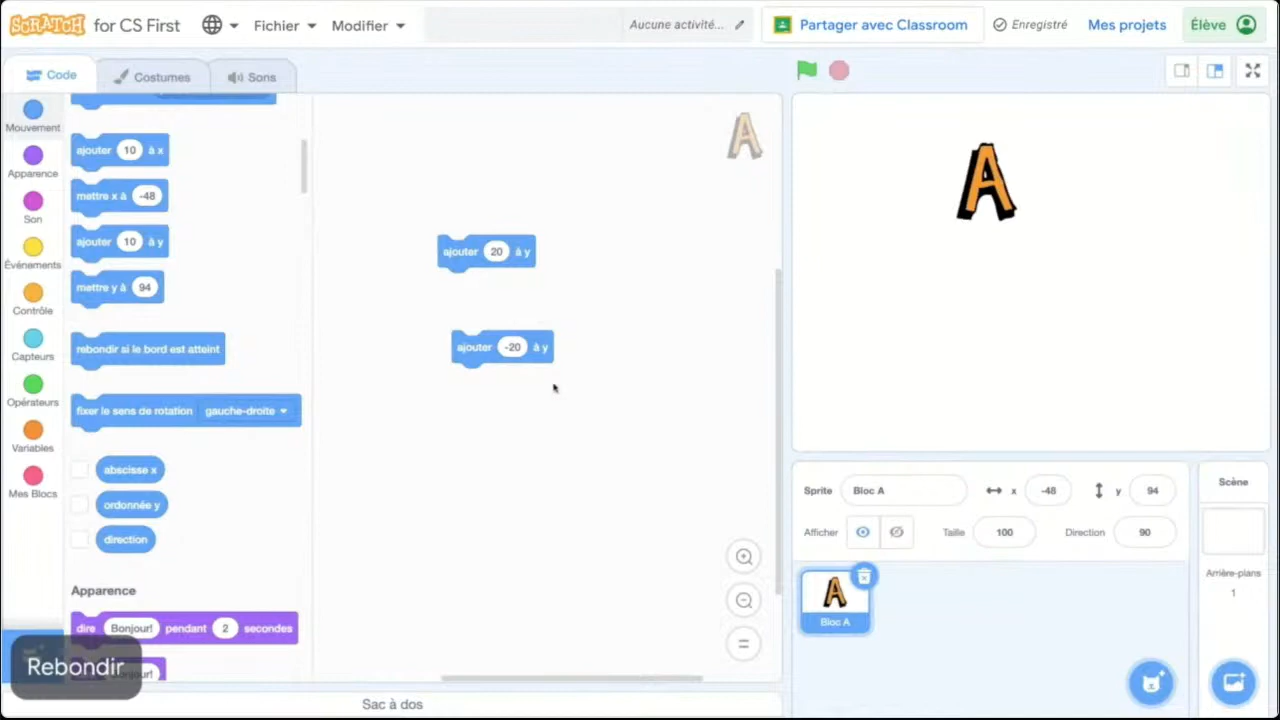 SCRATCH for CS First
Fichier
Modifier
Aucune activité...
Partager avec Classroom
Enregistré
Mes projets
Élève
Code
Costumes
Sons
Mouvement
Apparence
Son
Événements
Contrôle
Capteurs
Opérateurs
Variables
Mes Blocs
ajouter 10 à x
mettre x à -48
ajouter 10 à y
mettre y à 94
rebondir si le bord est atteint
fixer le sens de rotation gauche-droite
abscisse x
ordonnée y
direction
Apparence
dire Bonjour! pendant 2 secondes
Bonjour!
Rebondir
ajouter 20 à y
ajouter -20 à y
Sac à dos
A
A
Sprite Bloc A x -48 y 94
Afficher Taille 100 Direction 90
A
Bloc A
Scène
Arrière-plans
1